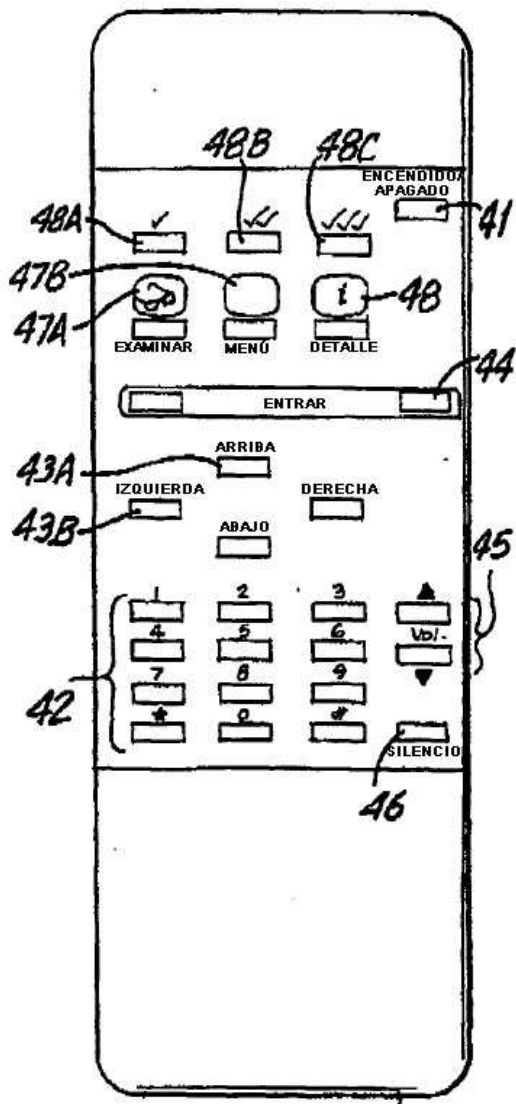 48B 48C
ENCENDIDO/
APAGADO
48A ✓ ✓✓ ✓✓✓ 41
47B
47A i 48
EXAMINAR MENÚ DETALLE
44
ENTRAR
ARRIBA
43A
IZQUIERDA DERECHA
43B
ABAJO
45
1 2 3 ▲
4 5 6 Vol.
7 8 9 ▼
42
* 0 #
SILENCIO
46